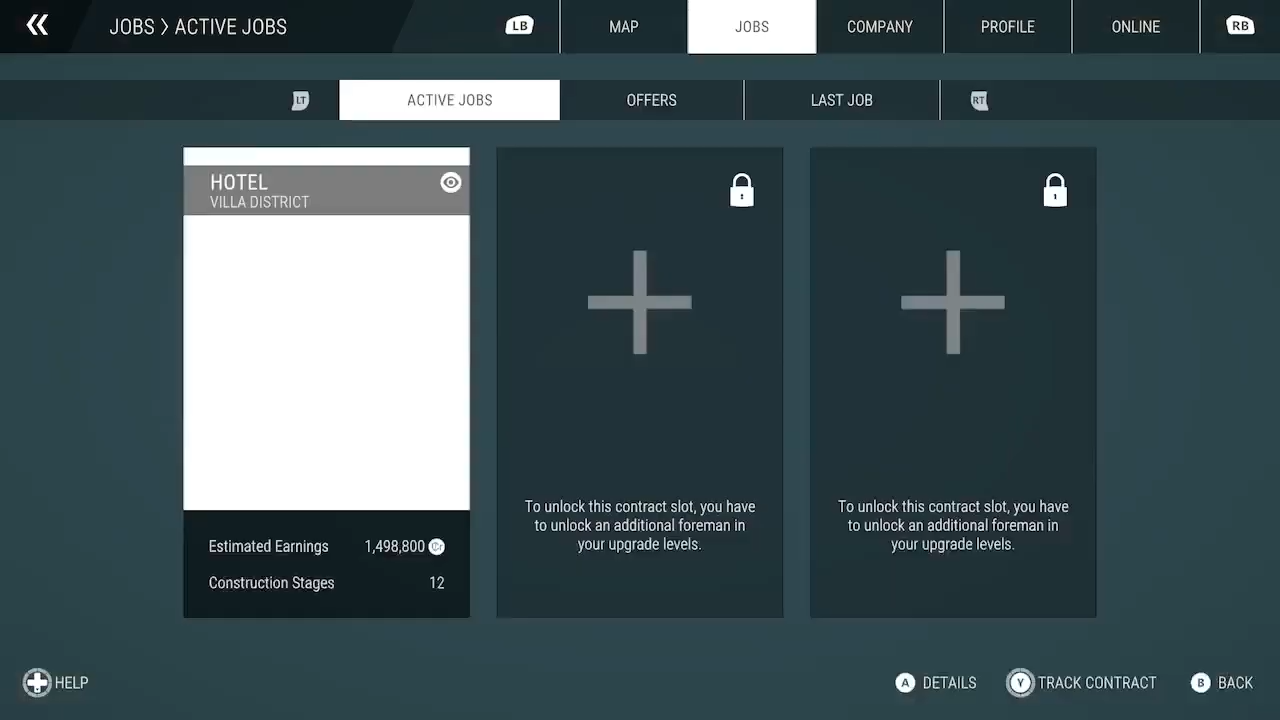 JOBS > ACTIVE JOBS
LB
MAP
JOBS
COMPANY
PROFILE
ONLINE
RB
LT
ACTIVE JOBS
OFFERS
LAST JOB
RT
HOTEL
VILLA DISTRICT
Estimated Earnings 1,498,800 Cr
Construction Stages 12
To unlock this contract slot, you have
to unlock an additional foreman in
your upgrade levels.
To unlock this contract slot, you have
to unlock an additional foreman in
your upgrade levels.
HELP
A DETAILS
Y TRACK CONTRACT
B BACK